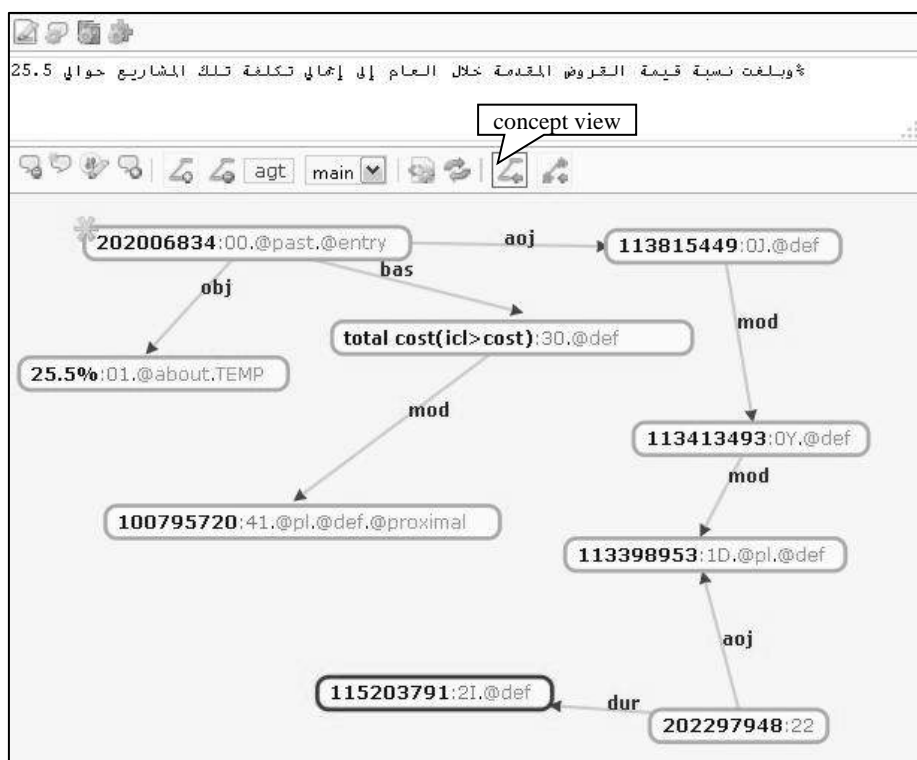 وبلغت نسبة قيمة القروض المقدمة خلال العام إلى إجمالي تكلفة تلك المشاريع حوالي 25.5%
concept view
agt main
202006834:00.@past.@entry
aoj
113815449:0J.@def
bas
obj
mod
total cost(icl>cost):30.@def
25.5%:01.@about.TEMP
mod
113413493:0Y.@def
mod
100795720:41.@pl.@def.@proximal
113398953:1D.@pl.@def
aoj
115203791:2I.@def
dur
202297948:22